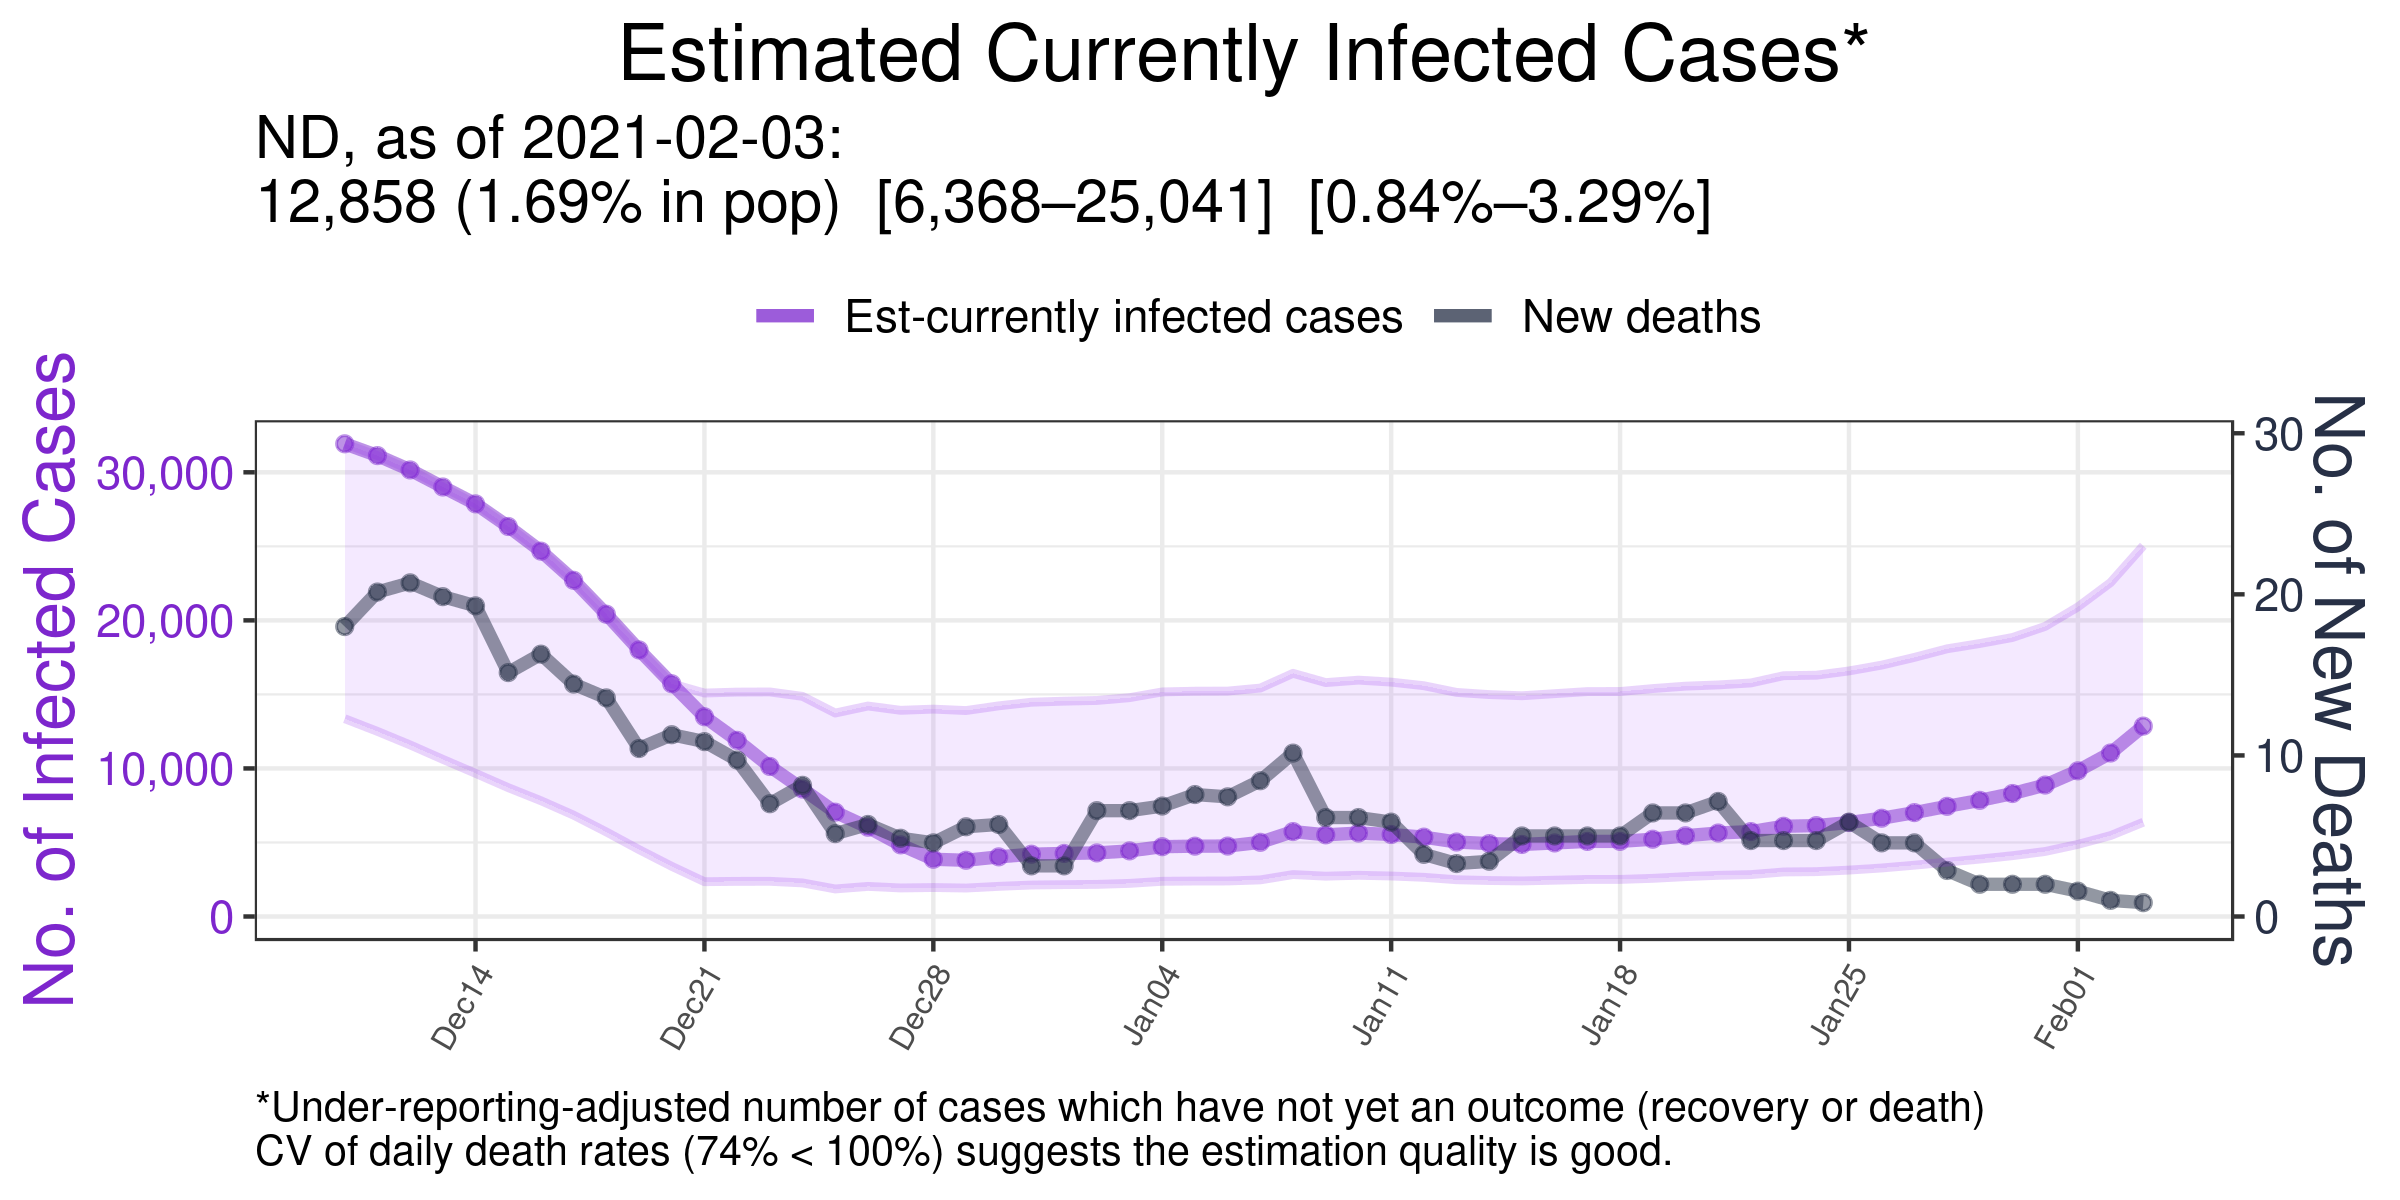 Estimated Currently Infected Cases*
ND, as of 2021-02-03:
12,858 (1.69% in pop)  [6,368–25,041]  [0.84%–3.29%]
Est-currently infected cases
New deaths
No. of Infected Cases
30,000
20,000
10,000
0
30
20
10
0
No. of New Deaths
Dec14
Dec21
Dec28
Jan04
Jan11
Jan18
Jan25
Feb01
*Under-reporting-adjusted number of cases which have not yet an outcome (recovery or death)
CV of daily death rates (74% < 100%) suggests the estimation quality is good.